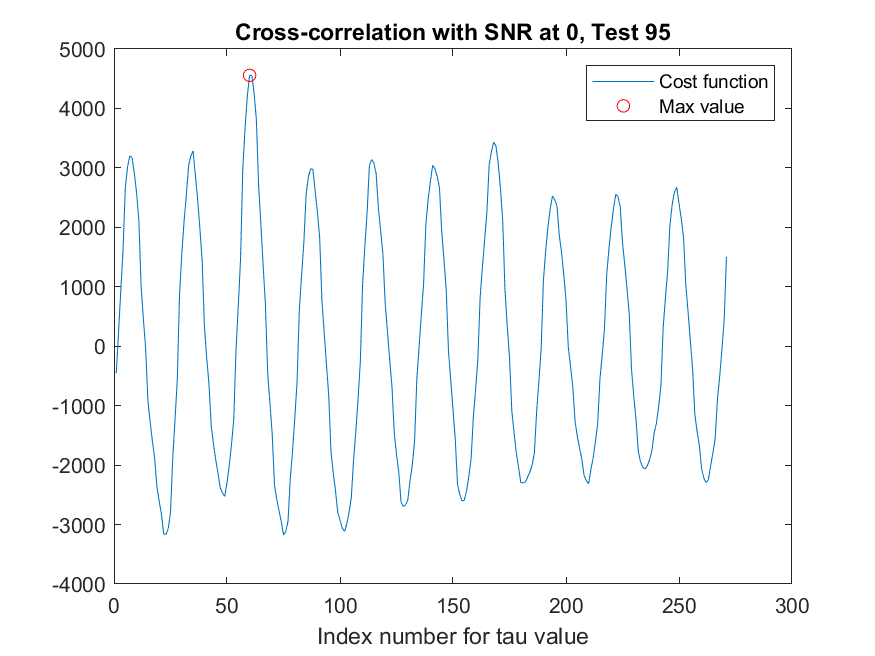 Cross-correlation with SNR at 0, Test 95
5000
4000
3000
2000
1000
0
-1000
-2000
-3000
-4000
0 50 100 150 200 250 300
Index number for tau value
Cost function
Max value